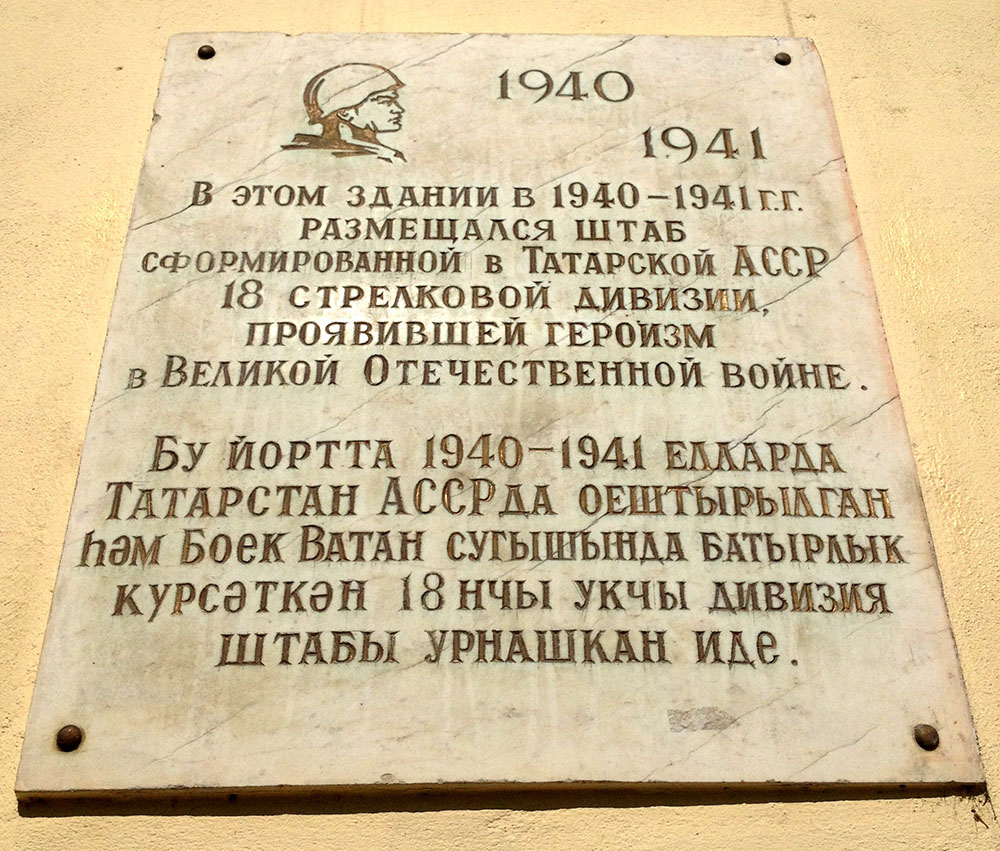 1940
1941
В этом здании в 1940–1941 г.г.
размещался штаб
сформированной в Татарской АССР
18 стрелковой дивизии,
проявившей героизм
в Великой Отечественной войне.
Бу йортта 1940–1941 елларда
Татарстан АССРда оештырылган
һәм Боек Ватан сугышында батырлык
курсәткән 18 нчы укчы дивизия
штабы урнашкан иде.